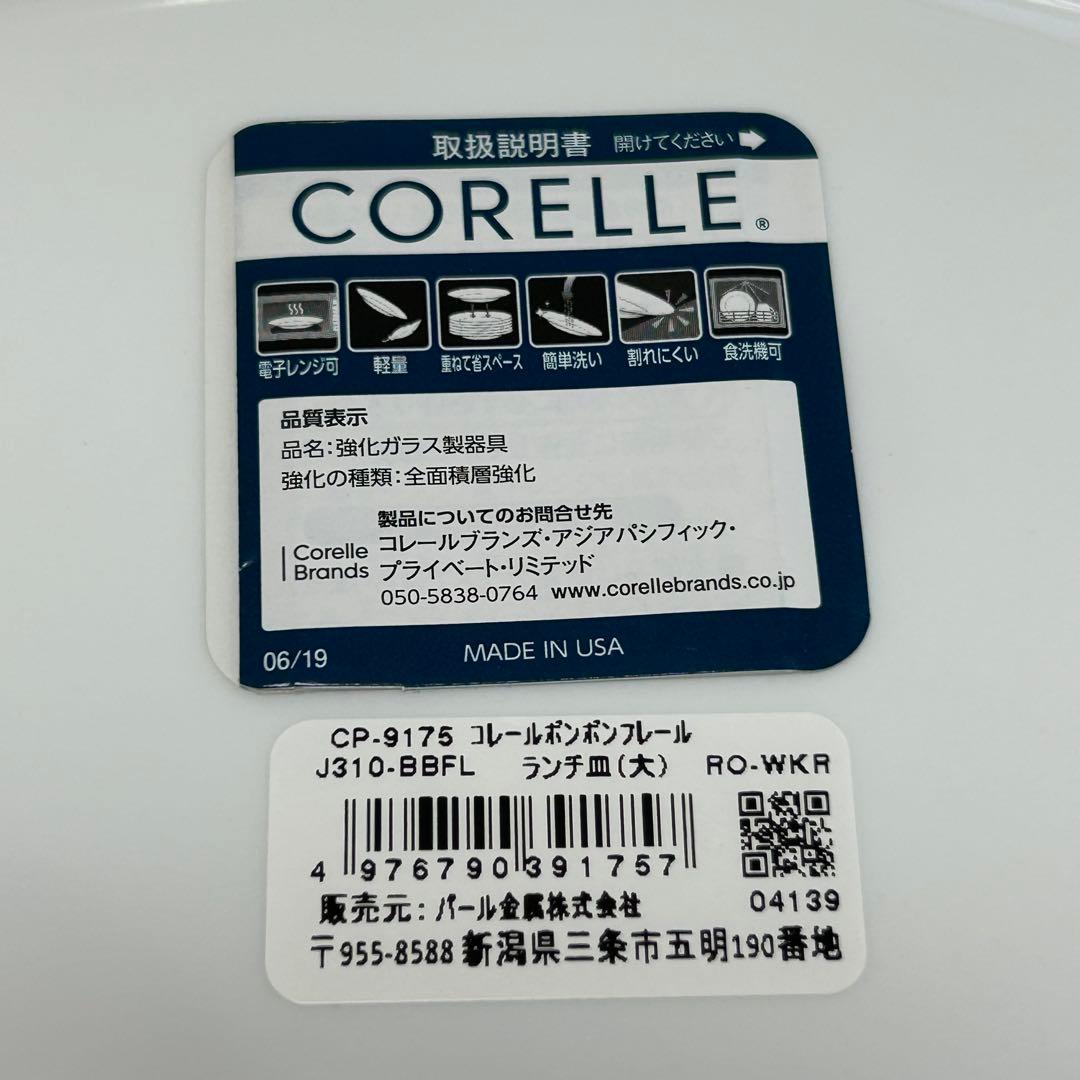 取扱説明書 開けてください
CORELLE®
電子レンジ可 軽量 重ねて省スペース 簡単洗い 割れにくい 食洗機可
品質表示
品名:強化ガラス製器具
強化の種類:全面積層強化
製品についてのお問合せ先
Corelle Brands
コレールブランズ・アジアパシフィック・
プライベート・リミテッド
050-5838-0764 www.corellebrands.co.jp
06/19 MADE IN USA
CP-9175 コレールボンボンフレール
J310-BBFL ランチ皿(大) RO-WKR
4 976790 391757
販売元:パール金属株式会社 04139
〒955-8588 新潟県三条市五明190番地